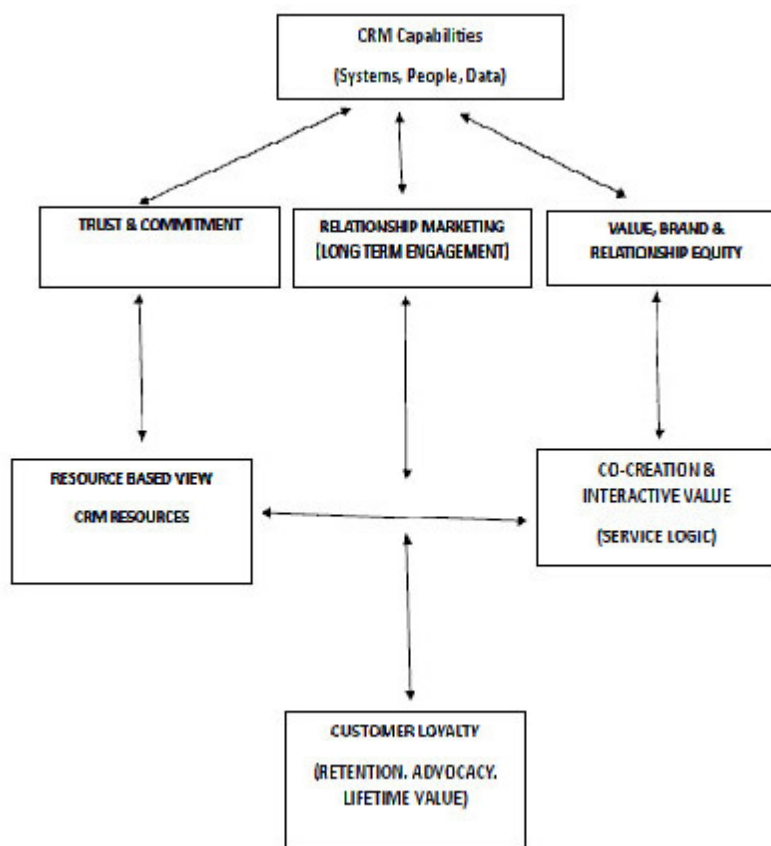 CRM Capabilities
(Systems, People, Data)
TRUST & COMMITMENT
RELATIONSHIP MARKETING
(LONG TERM ENGAGEMENT)
VALUE, BRAND &
RELATIONSHIP EQUITY
RESOURCE BASED VIEW
CRM RESOURCES
CO-CREATION &
INTERACTIVE VALUE
(SERVICE LOGIC)
CUSTOMER LOYALTY
(RETENTION, ADVOCACY,
LIFETIME VALUE)